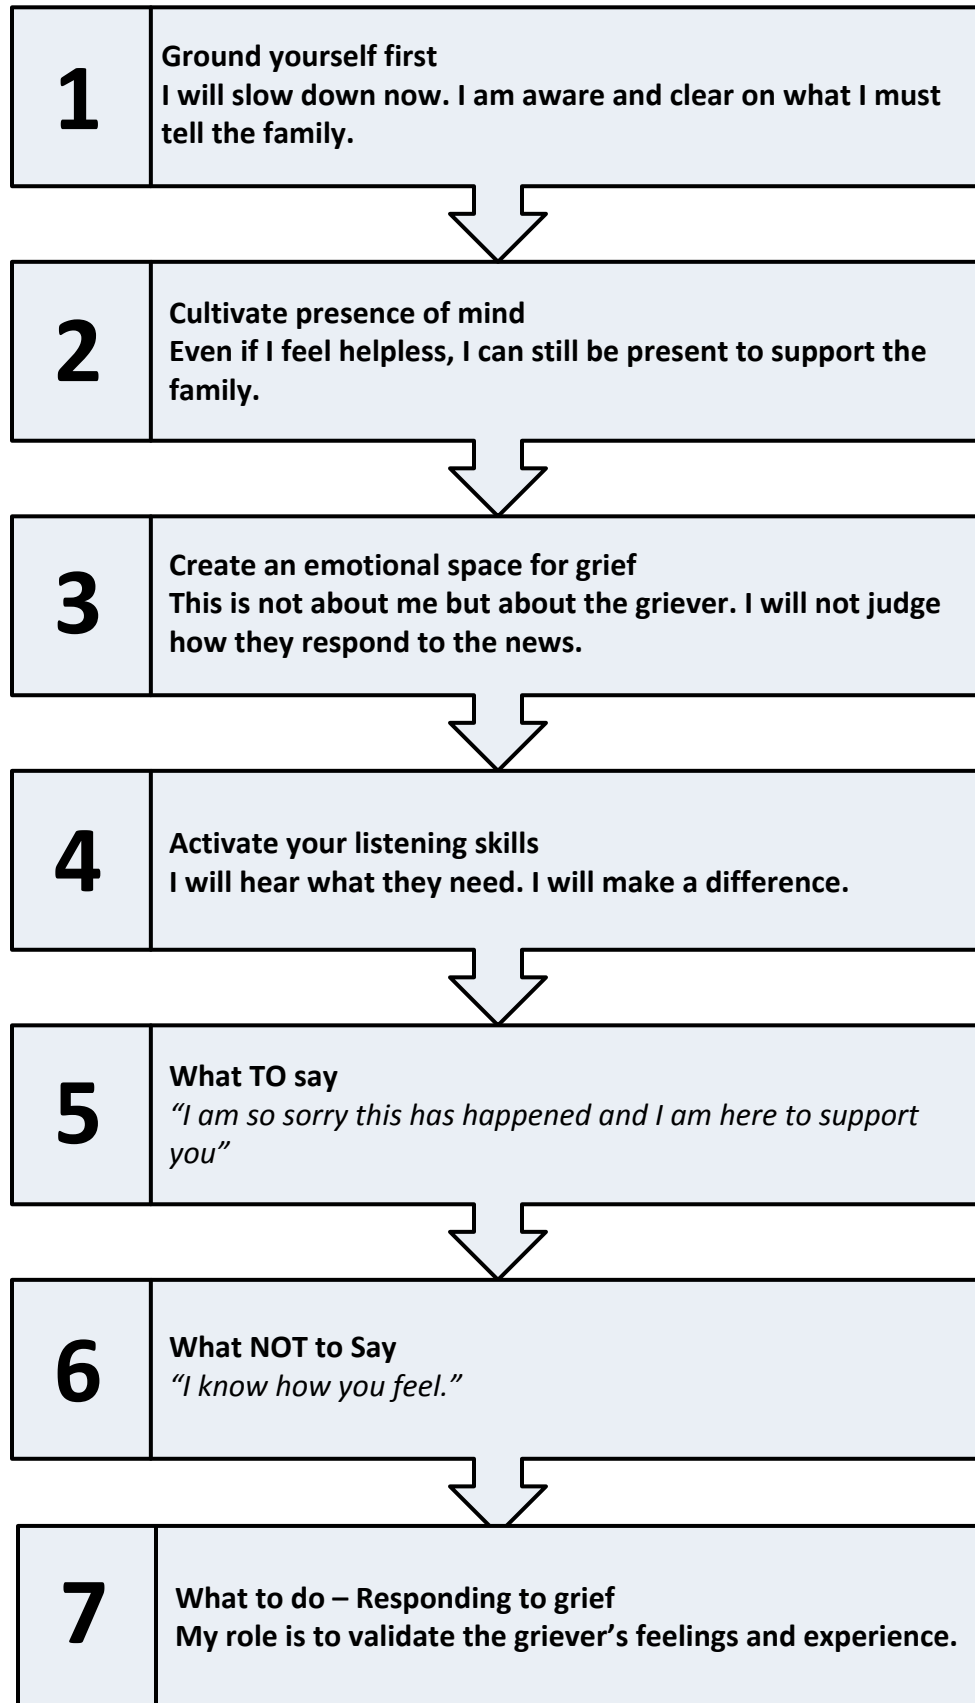 1
Ground yourself first
I will slow down now. I am aware and clear on what I must
tell the family.
2
Cultivate presence of mind
Even if I feel helpless, I can still be present to support the
family.
3
Create an emotional space for grief
This is not about me but about the griever. I will not judge
how they respond to the news.
4
Activate your listening skills
I will hear what they need. I will make a difference.
5
What TO say
“I am so sorry this has happened and I am here to support
you”
6
What NOT to Say
“I know how you feel.”
7
What to do – Responding to grief
My role is to validate the griever’s feelings and experience.